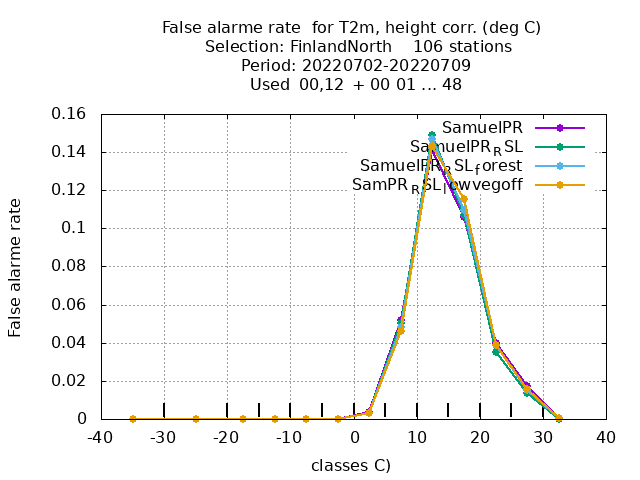 False alarme rate  for T2m, height corr. (deg C)
Selection: FinlandNorth    106 stations
Period: 20220702-20220709
Used  00,12  + 00 01 ... 48
0.16
0.14
0.12
0.1
0.08
0.06
0.04
0.02
0
False alarme rate
SamuelPR
SamuelPR_RSL
SamuelPR_RSL_forest
SamPR_RSL_lowvegoff
-40 -30 -20 -10 0 10 20 30 40
classes C)